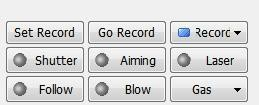 Set Record Go Record Record
Shutter Aiming Laser
Follow Blow Gas